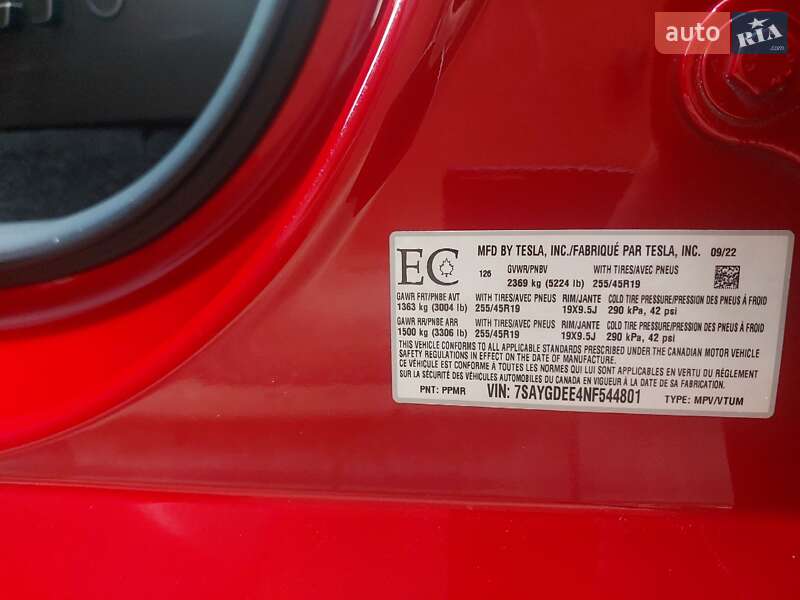 auto RIA.com
EC MFD BY TESLA, INC./FABRIQUÉ PAR TESLA, INC. 09/22
126 GVWR/PNBV WITH TIRES/AVEC PNEUS
2369 kg (5224 lb) 255/45R19
GAWR FRT/PNBE AVT WITH TIRES/AVEC PNEUS RIM/JANTE COLD TIRE PRESSURE/PRESSION DES PNEUS À FROID
1363 kg (3004 lb) 255/45R19 19X9.5J 290 kPa, 42 psi
GAWR RR/PNBE ARR WITH TIRES/AVEC PNEUS RIM/JANTE COLD TIRE PRESSURE/PRESSION DES PNEUS À FROID
1500 kg (3306 lb) 255/45R19 19X9.5J 290 kPa, 42 psi
THIS VEHICLE CONFORMS TO ALL APPLICABLE STANDARDS PRESCRIBED UNDER THE CANADIAN MOTOR VEHICLE
SAFETY REGULATIONS IN EFFECT ON THE DATE OF MANUFACTURE.
CE VÉHICULE EST CONFORME À TOUTES LES NORMES QUI LUI SONT APPLICABLES EN VERTU DU RÈGLEMENT
SUR LA SÉCURITÉ DES VÉHICULES AUTOMOBILES DU CANADA EN VIGUEUR À LA DATE DE SA FABRICATION
PNT: PPMR VIN: 7SAYGDEE4NF544801 TYPE: MPV/VTUM